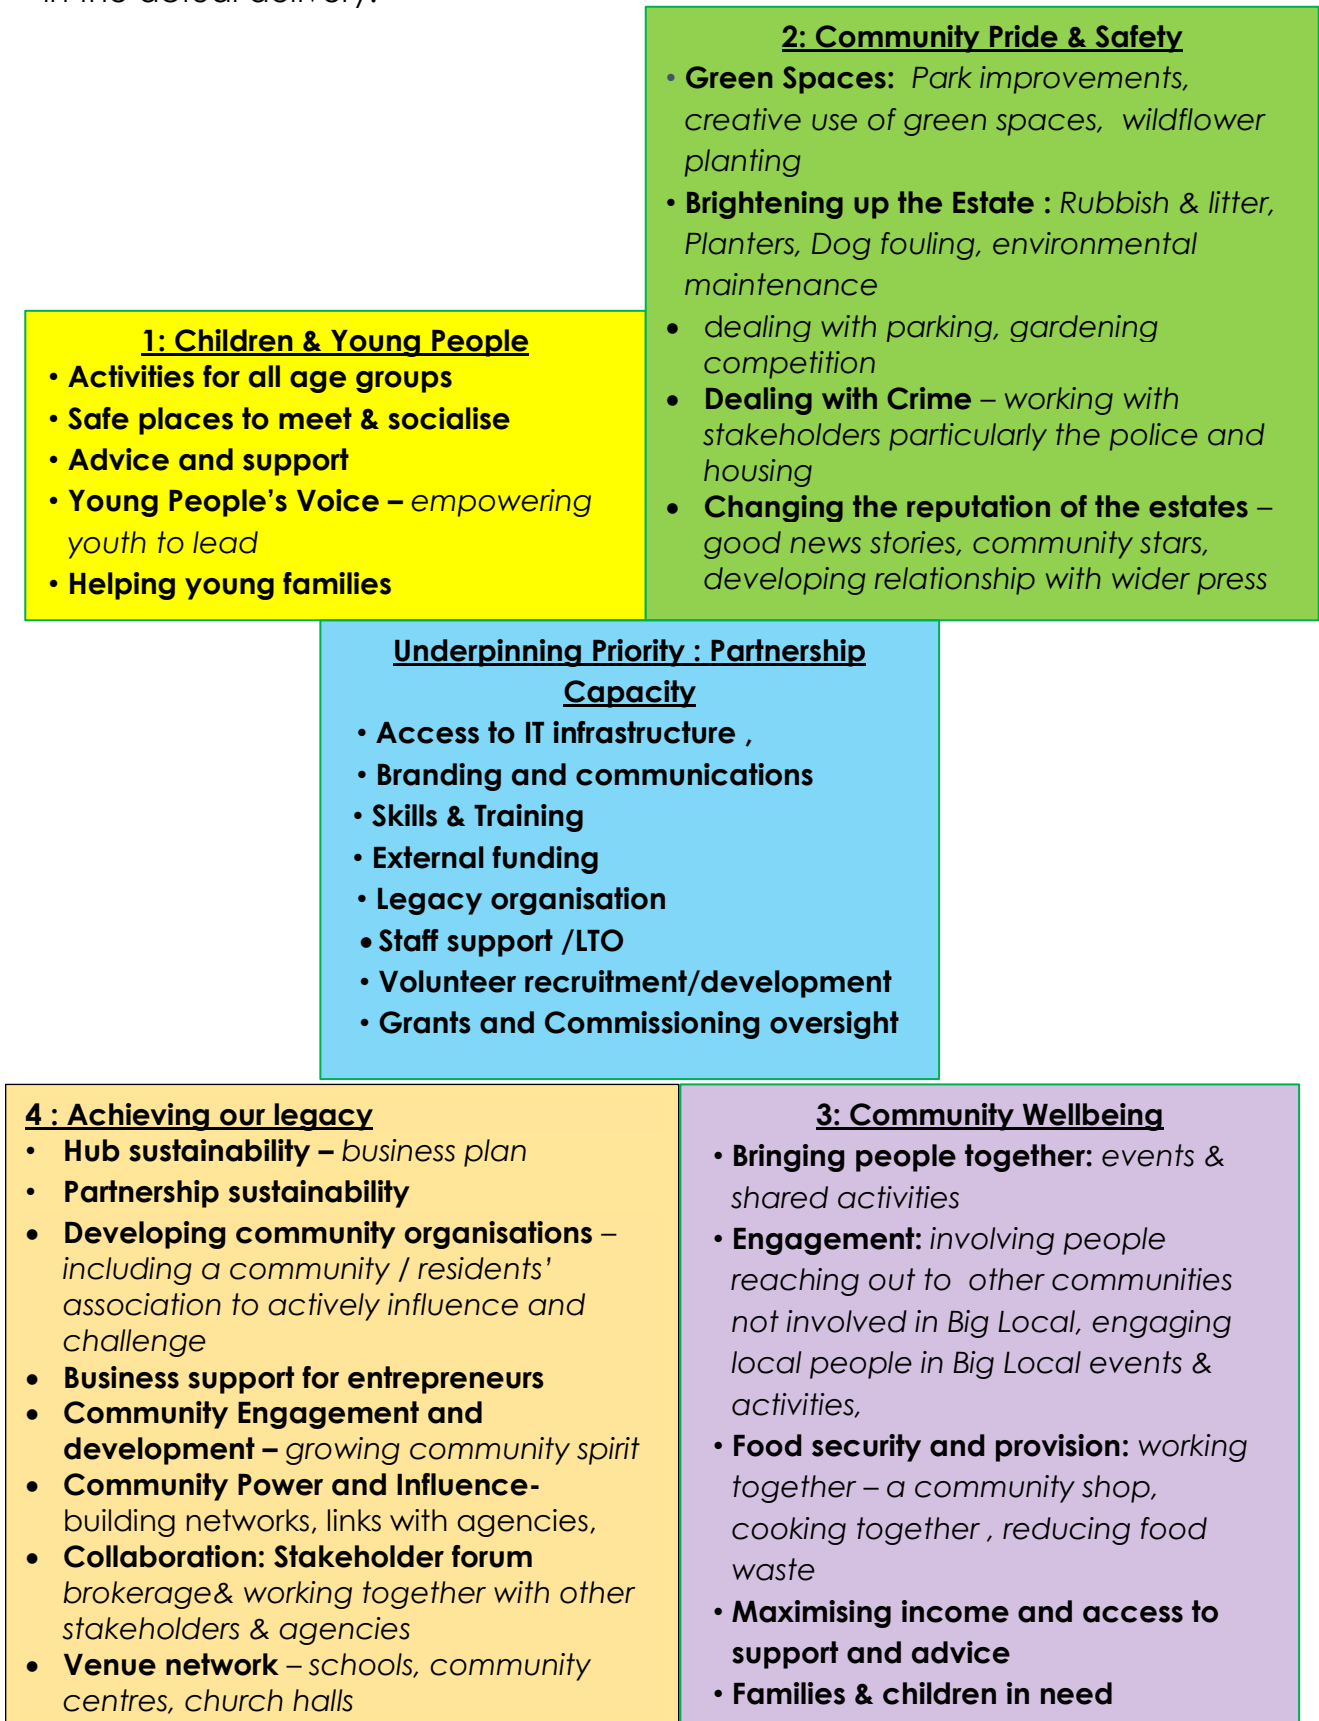 in the actual delivery.
2: Community Pride & Safety
• Green Spaces: Park improvements,
creative use of green spaces, wildflower
planting
• Brightening up the Estate : Rubbish & litter,
Planters, Dog fouling, environmental
maintenance
• dealing with parking, gardening
competition
• Dealing with Crime – working with
stakeholders particularly the police and
housing
• Changing the reputation of the estates –
good news stories, community stars,
developing relationship with wider press
1: Children & Young People
• Activities for all age groups
• Safe places to meet & socialise
• Advice and support
• Young People’s Voice – empowering
youth to lead
• Helping young families
Underpinning Priority : Partnership
Capacity
• Access to IT infrastructure ,
• Branding and communications
• Skills & Training
• External funding
• Legacy organisation
• Staff support /LTO
• Volunteer recruitment/development
• Grants and Commissioning oversight
4 : Achieving our legacy
• Hub sustainability – business plan
• Partnership sustainability
• Developing community organisations –
including a community / residents’
association to actively influence and
challenge
• Business support for entrepreneurs
• Community Engagement and
development – growing community spirit
• Community Power and Influence-
building networks, links with agencies,
• Collaboration: Stakeholder forum
brokerage& working together with other
stakeholders & agencies
• Venue network – schools, community
centres, church halls
3: Community Wellbeing
• Bringing people together: events &
shared activities
• Engagement: involving people
reaching out to other communities
not involved in Big Local, engaging
local people in Big Local events &
activities,
• Food security and provision: working
together – a community shop,
cooking together , reducing food
waste
• Maximising income and access to
support and advice
• Families & children in need